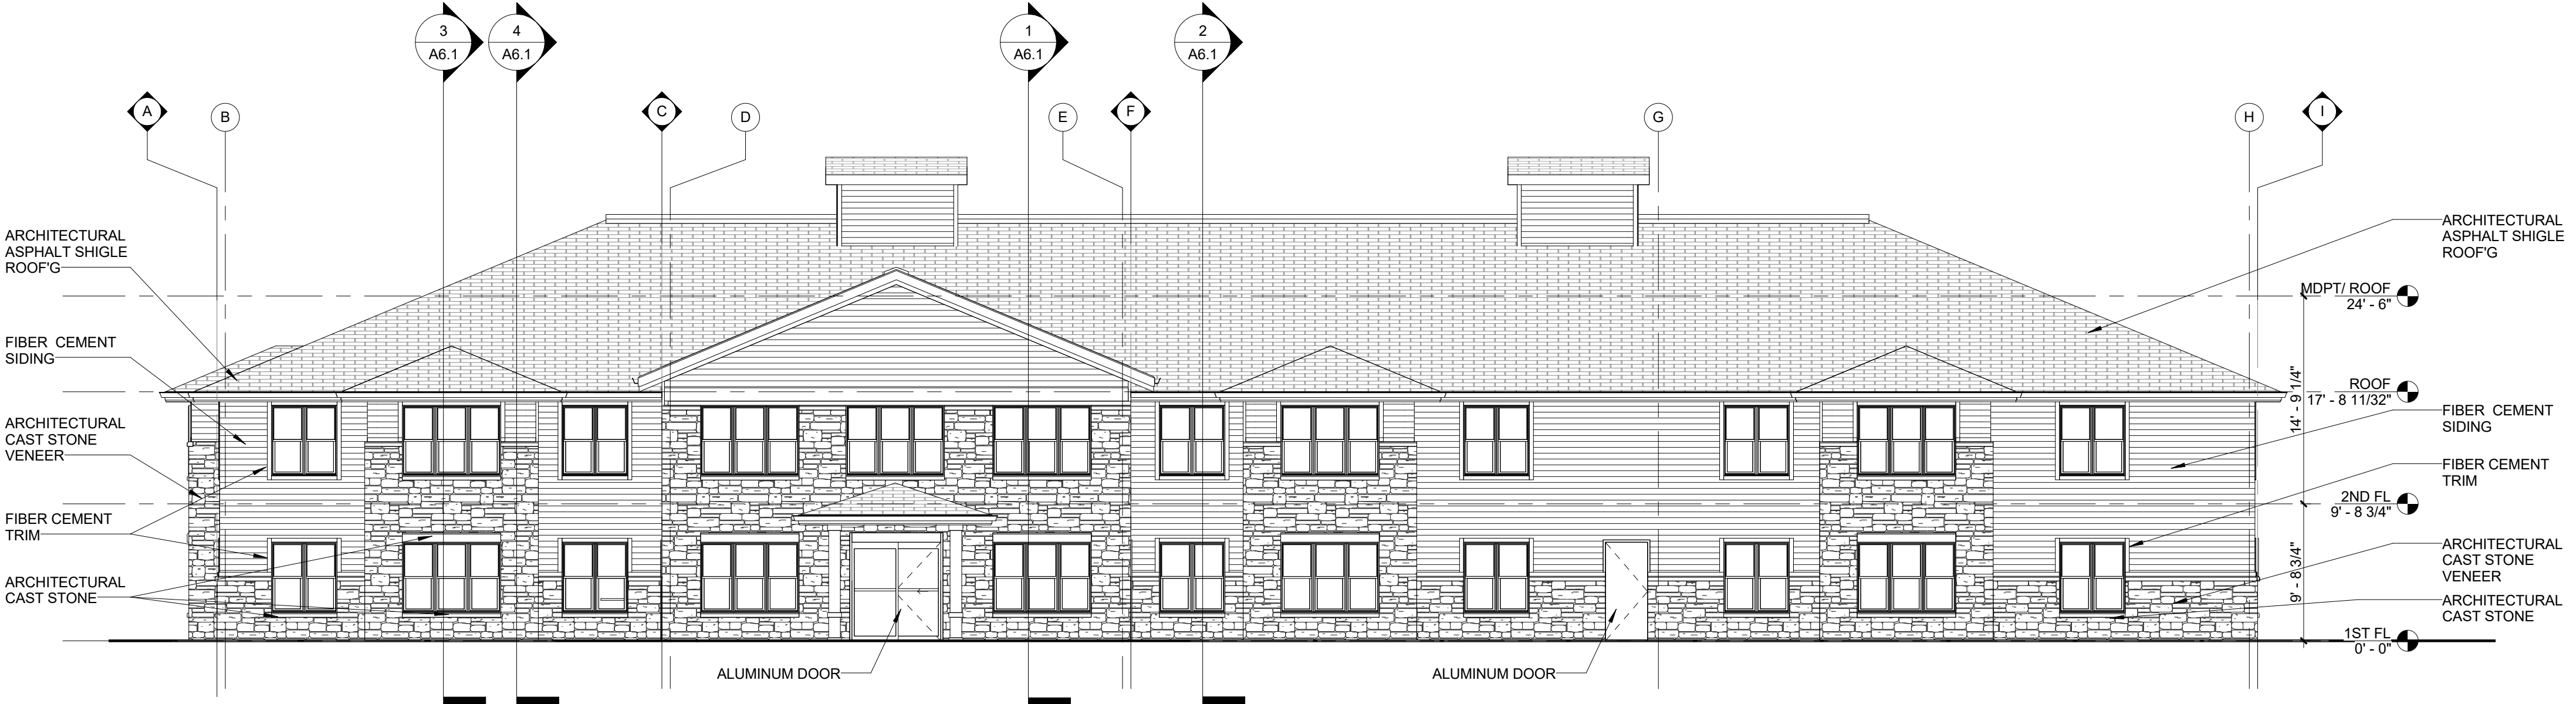 3
A6.1
4
A6.1
1
A6.1
2
A6.1
A
B
C
D
E
F
G
H
I
ARCHITECTURAL
ASPHALT SHIGLE
ROOF'G
FIBER CEMENT
SIDING
ARCHITECTURAL
CAST STONE
VENEER
FIBER CEMENT
TRIM
ARCHITECTURAL
CAST STONE
ALUMINUM DOOR
ALUMINUM DOOR
MDPT/ ROOF
24' - 6"
ROOF
17' - 8 11/32"
2ND FL
9' - 8 3/4"
1ST FL
0' - 0"
14' - 9 1/4"
9' - 8 3/4"
ARCHITECTURAL
ASPHALT SHIGLE
ROOF'G
FIBER CEMENT
SIDING
FIBER CEMENT
TRIM
ARCHITECTURAL
CAST STONE
VENEER
ARCHITECTURAL
CAST STONE